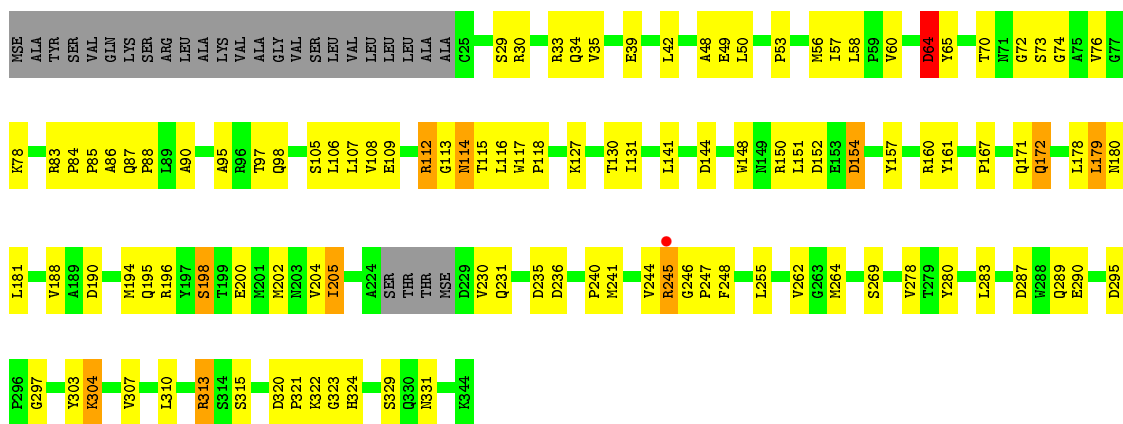 MSE ALA TYR SER VAL GLN LYS SER ARG LEU ALA LYS VAL ALA GLY VAL SER LEU VAL LEU LEU LEU ALA ALA C25 S29 R30 R33 Q34 V35 E39 L42 A48 E49 L50 P53 M56 I57 L58 P59 V60 D64 Y65 T70 N71 G72 S73 G74 A75 V76 G77
K78 R83 P84 P85 A86 Q87 P88 L89 A90 A95 R96 T97 Q98 S105 L106 L107 V108 E109 R112 G113 N114 T115 L116 W117 P118 K127 T130 I131 L141 D144 W148 N149 R150 L151 D152 E153 D154 Y157 R160 Y161 P167 Q171 Q172 L178 L179 N180
L181 V188 A189 D190 M194 Q195 R196 Y197 S198 T199 E200 M201 M202 N203 V204 I205 A224 SER THR THR MSE D229 V230 Q231 D235 D236 P240 M241 V244 R245 G246 P247 F248 L255 V262 G263 M264 S269 V278 T279 Y280 L283 D287 W288 Q289 E290 D295
P296 G297 Y303 K304 V307 L310 R313 S314 S315 D320 P321 K322 G323 H324 S329 Q330 N331 K344